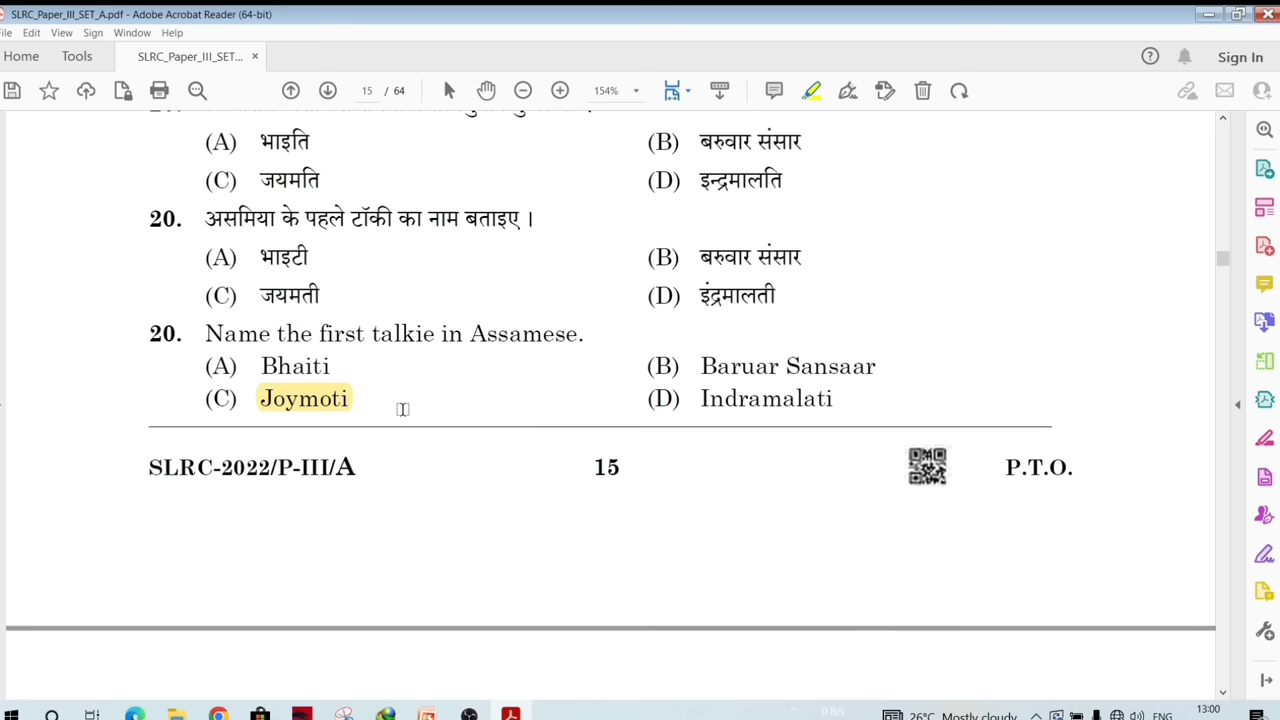 SLRC_Paper_III_SET_A.pdf - Adobe Acrobat Reader (64-bit)
File Edit View Sign Window Help
Home Tools SLRC_Paper_III_SET... × Sign In
15 / 64 154%
(A) भाइति (B) बरुवार संसार
(C) जयमति (D) इन्द्रमालति
20. असमिया के पहले टॉकी का नाम बताइए ।
(A) भाइटी (B) बरुवार संसार
(C) जयमती (D) इंद्रमालती
20. Name the first talkie in Assamese.
(A) Bhaiti (B) Baruar Sansaar
(C) Joymoti (D) Indramalati
SLRC-2022/P-III/A 15 P.T.O.
26°C Mostly cloudy ENG 13:00